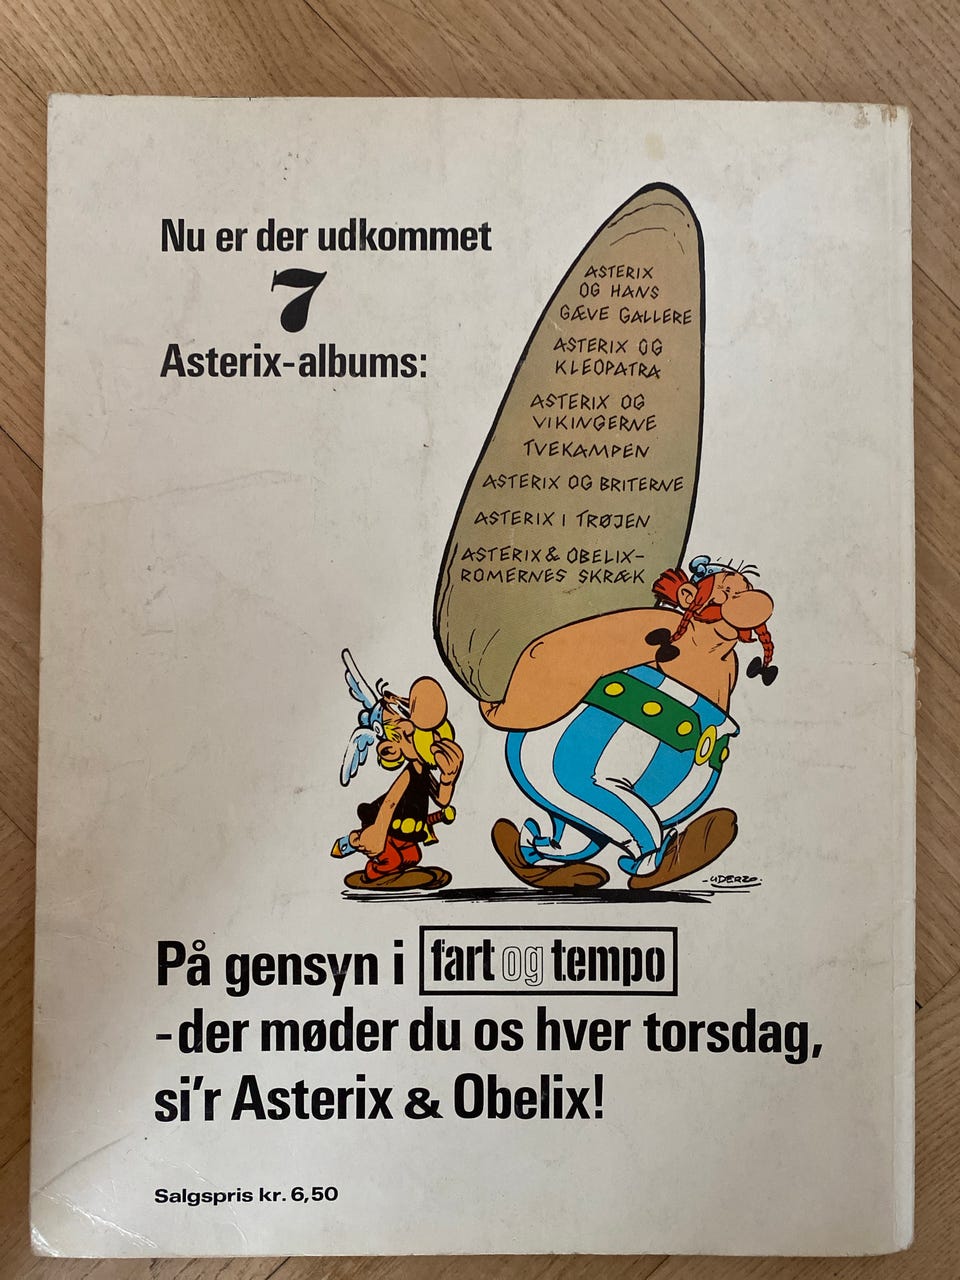 Nu er der udkommet
7
Asterix-albums:
ASTERIX
OG HANS
GÆVE GALLERE
ASTERIX OG
KLEOPATRA
ASTERIX OG
VIKINGERNE
TVEKAMPEN
ASTERIX OG BRITERNE
ASTERIX I TRØJEN
ASTERIX & OBELIX-
ROMERNES SKRÆK
-UDERZO-
På gensyn i fart og tempo
-der møder du os hver torsdag,
si'r Asterix & Obelix!
Salgspris kr. 6,50